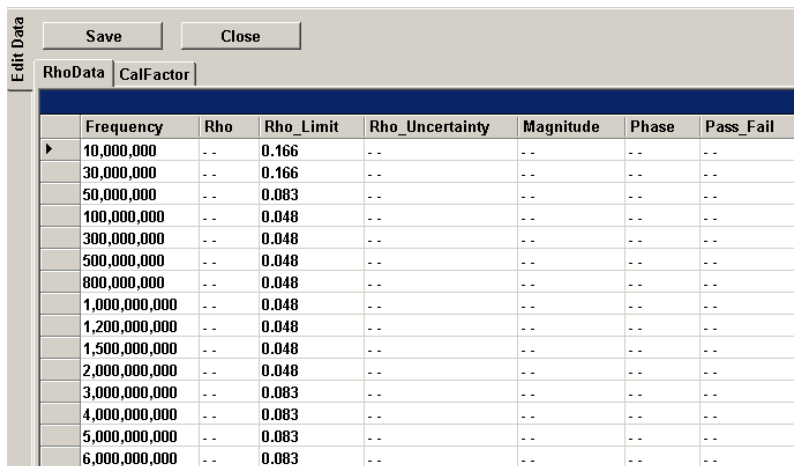 Edit Data
Save Close
RhoData CalFactor
Frequency Rho Rho_Limit Rho_Uncertainty Magnitude Phase Pass_Fail
10,000,000 - - 0.166 - - - - - - - -
30,000,000 - - 0.166 - - - - - - - -
50,000,000 - - 0.083 - - - - - - - -
100,000,000 - - 0.048 - - - - - - - -
300,000,000 - - 0.048 - - - - - - - -
500,000,000 - - 0.048 - - - - - - - -
800,000,000 - - 0.048 - - - - - - - -
1,000,000,000 - - 0.048 - - - - - - - -
1,200,000,000 - - 0.048 - - - - - - - -
1,500,000,000 - - 0.048 - - - - - - - -
2,000,000,000 - - 0.048 - - - - - - - -
3,000,000,000 - - 0.083 - - - - - - - -
4,000,000,000 - - 0.083 - - - - - - - -
5,000,000,000 - - 0.083 - - - - - - - -
6,000,000,000 - - 0.083 - - - - - - - -